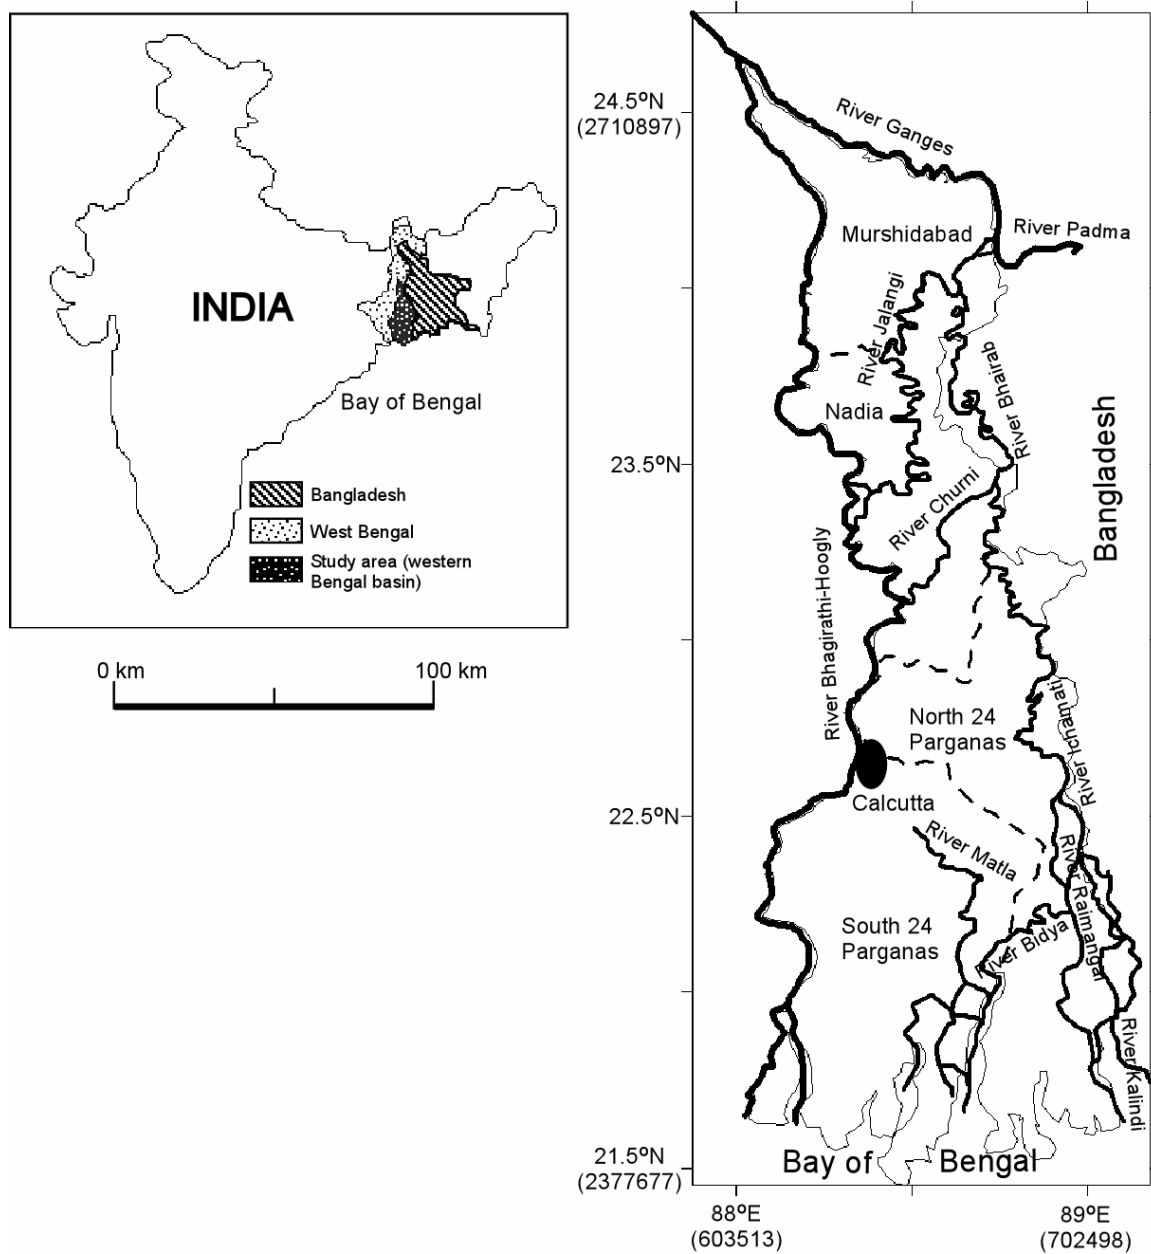 INDIA
Bay of Bengal
Bangladesh
West Bengal
Study area (western
Bengal basin)
0 km
100 km
24.5ºN
(2710897)
23.5ºN
22.5ºN
21.5ºN
(2377677)
88ºE
(603513)
89ºE
(702498)
River Ganges
River Padma
Murshidabad
River Jalangi
River Bhairab
Nadia
Bangladesh
River Churni
River Bhagirathi-Hoogly
North 24
Parganas
River Ichamati
Calcutta
River Matla
River Raimangal
South 24
Parganas
River Bidya
River Kalindi
Bay of Bengal